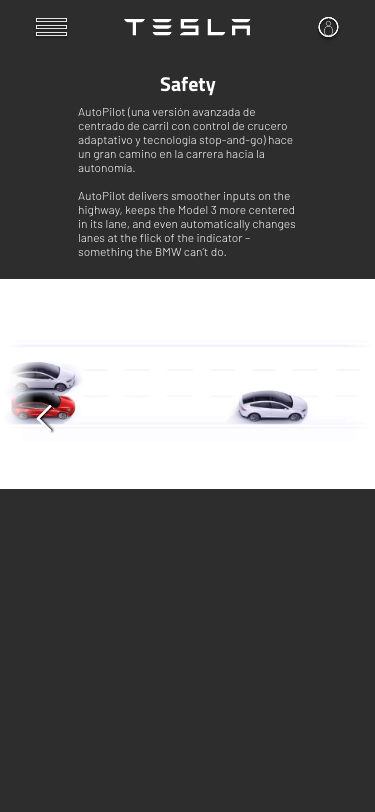 TESLA
Safety
AutoPilot (una versión avanzada de
centrado de carril con control de crucero
adaptativo y tecnología stop-and-go) hace
un gran camino en la carrera hacia la
autonomía.
AutoPilot delivers smoother inputs on the
highway, keeps the Model 3 more centered
in its lane, and even automatically changes
lanes at the flick of the indicator –
something the BMW can't do.